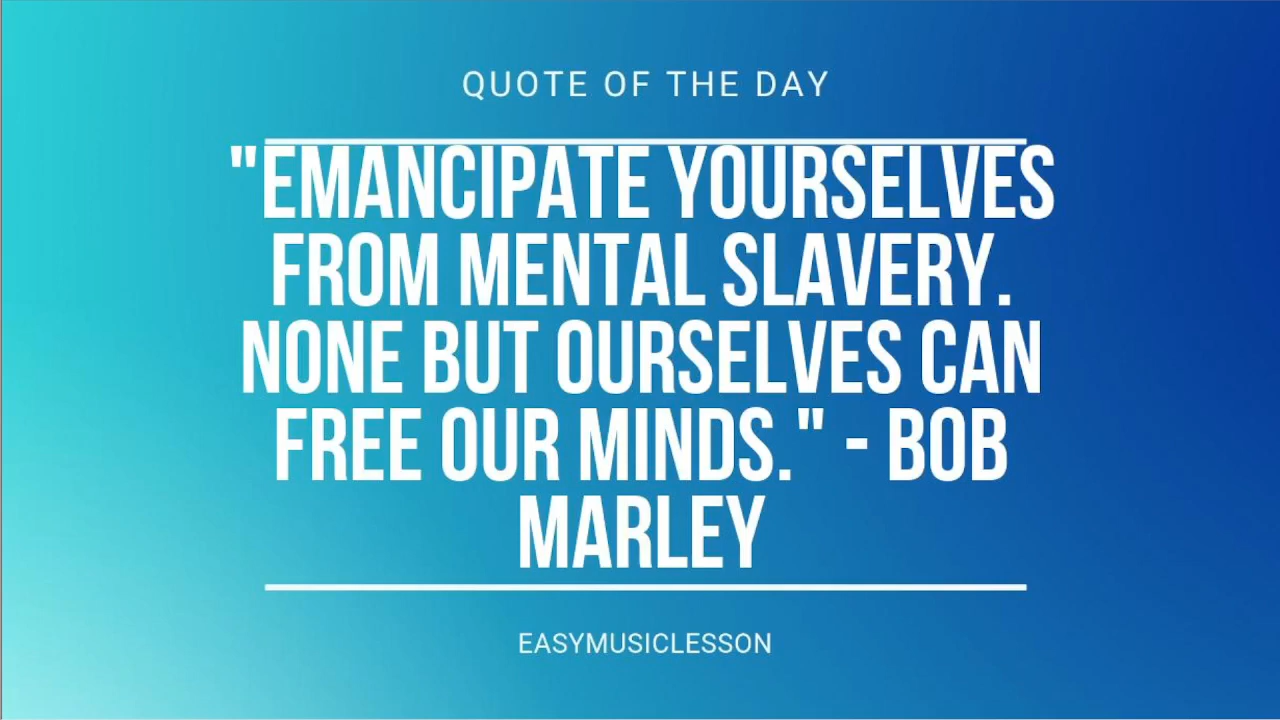 QUOTE OF THE DAY
"EMANCIPATE YOURSELVES
FROM MENTAL SLAVERY.
NONE BUT OURSELVES CAN
FREE OUR MINDS." - BOB
MARLEY
EASYMUSICLESSON